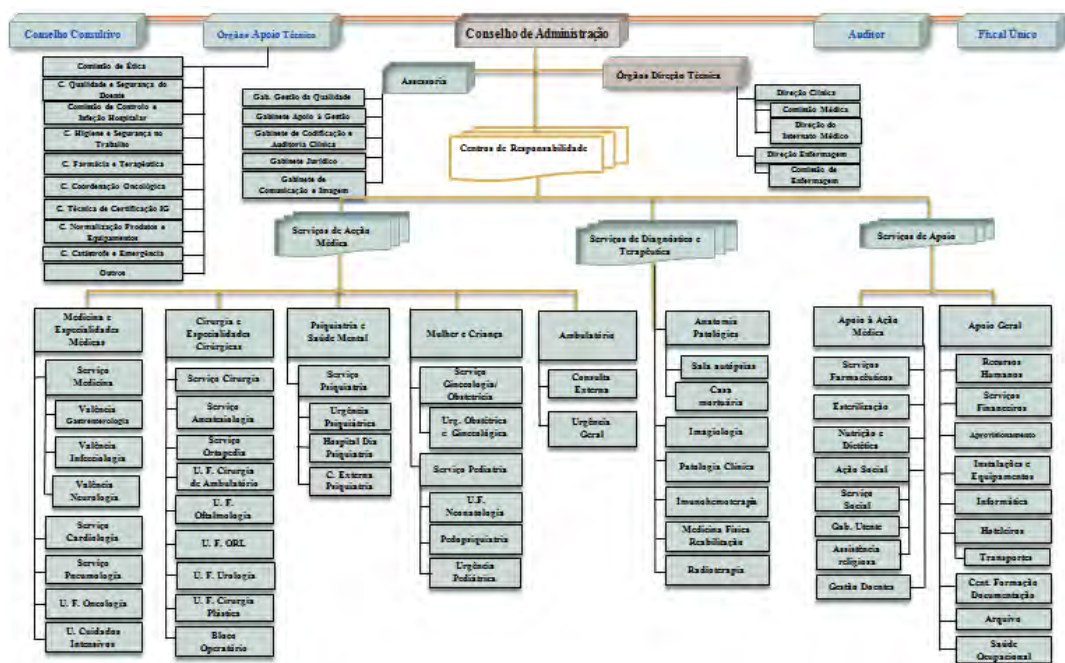 Conselho Consultivo
Órgãos Apoio Técnico
Conselho de Administração
Auditor
Fiscal Único
Comissão de Ética
C. Qualidade e Segurança do
Doente
Comissão de Controlo e
Infeção Hospitalar
C. Higiene e Segurança no
Trabalho
C. Farmácia e Terapêutica
C. Coordenação Oncológica
C. Técnica de Certificação IG
C. Normalização Produtos e
Equipamentos
C. Catástrofe e Emergência
Outros
Assessoria
Gab. Gestão da Qualidade
Gabinete Apoio à Gestão
Gabinete de Codificação e
Auditoria Clínica
Gabinete Jurídico
Gabinete de
Comunicação e Imagem
Órgãos Direção Técnica
Direção Clínica
Comissão Médica
Direção do
Internato Médico
Direção Enfermagem
Comissão de
Enfermagem
Centros de Responsabilidade
Serviços de Acção
Médica
Serviços de Diagnóstico e
Terapêutica
Serviços de Apoio
Medicina e
Especialidades
Médicas
Serviço
Medicina
Valência
Gastrenterologia
Valência
Infecciologia
Valência
Neurologia
Serviço
Cardiologia
Serviço
Pneumologia
U. F. Oncologia
U. Cuidados
Intensivos
Cirurgia e
Especialidades
Cirúrgicas
Serviço Cirurgia
Serviço
Anestesiologia
Serviço
Ortopedia
U. F. Cirurgia
de Ambulatório
U. F.
Oftalmologia
U. F. ORL
U. F. Urologia
U. F. Cirurgia
Plástica
Bloco
Operatório
Psiquiatria e
Saúde Mental
Serviço
Psiquiatria
Urgência
Psiquiátrica
Hospital Dia
Psiquiatria
C. Externa
Psiquiatria
Mulher e Criança
Serviço
Ginecologia/
Obstetrícia
Urg. Obstétrica
e Ginecológica
Serviço Pediatria
U.F.
Neonatologia
Pedopsiquiatria
Urgência
Pediátrica
Ambulatório
Consulta
Externa
Urgência
Geral
Anatomia
Patológica
Sala autópsias
Casa
mortuária
Imagiologia
Patologia Clínica
Imunohemoterapia
Medicina Física
Reabilitação
Radioterapia
Apoio à Ação
Médica
Serviços
Farmacêuticos
Esterilização
Nutrição e
Dietética
Ação Social
Serviço
Social
Gab. Utente
Assistência
religiosa
Gestão Doentes
Apoio Geral
Recursos
Humanos
Serviços
Financeiros
Aprovisionamento
Instalações e
Equipamentos
Informática
Hoteleiros
Transportes
Cent. Formação
Documentação
Arquivo
Saúde
Ocupacional